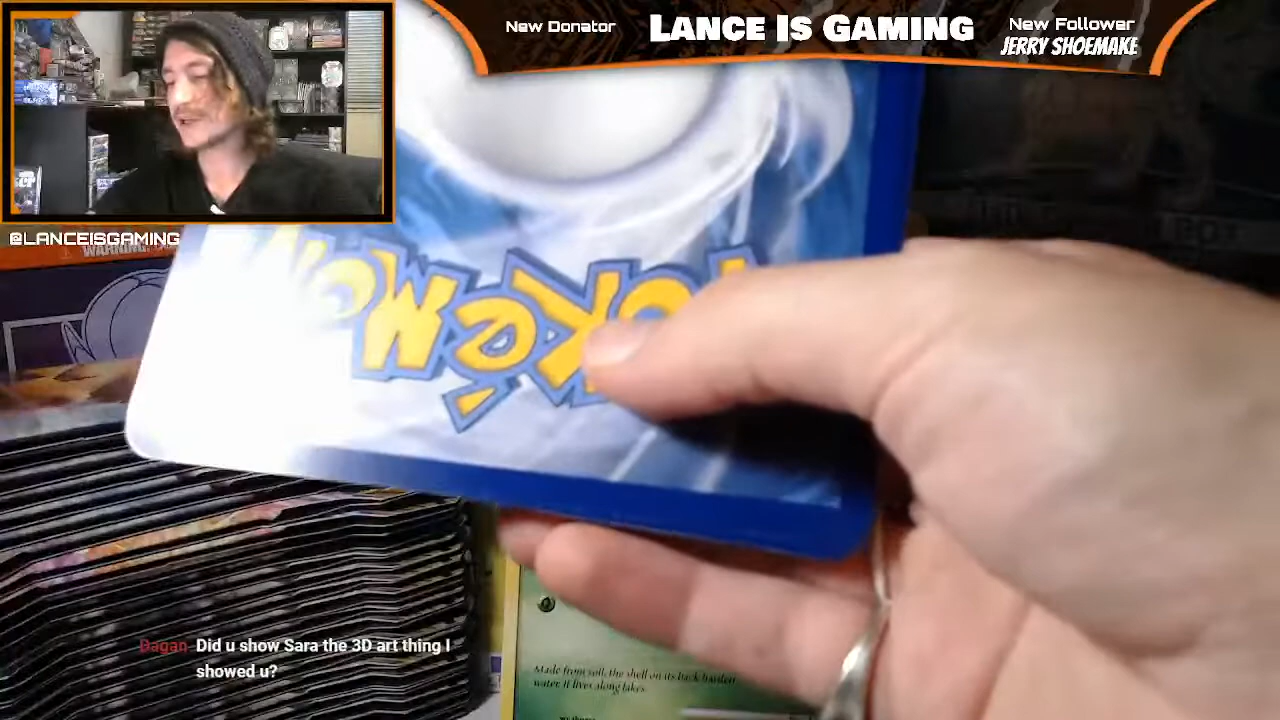 New Donator
LANCE IS GAMING
New Follower
JERRY SHOEMAKE
@LANCEISGAMING
WARNING:
POKéMON
Dagan Did u show Sara the 3D art thing I
showed u?
Made from soil, the shell on its back hardens
water. It lives along lakes.